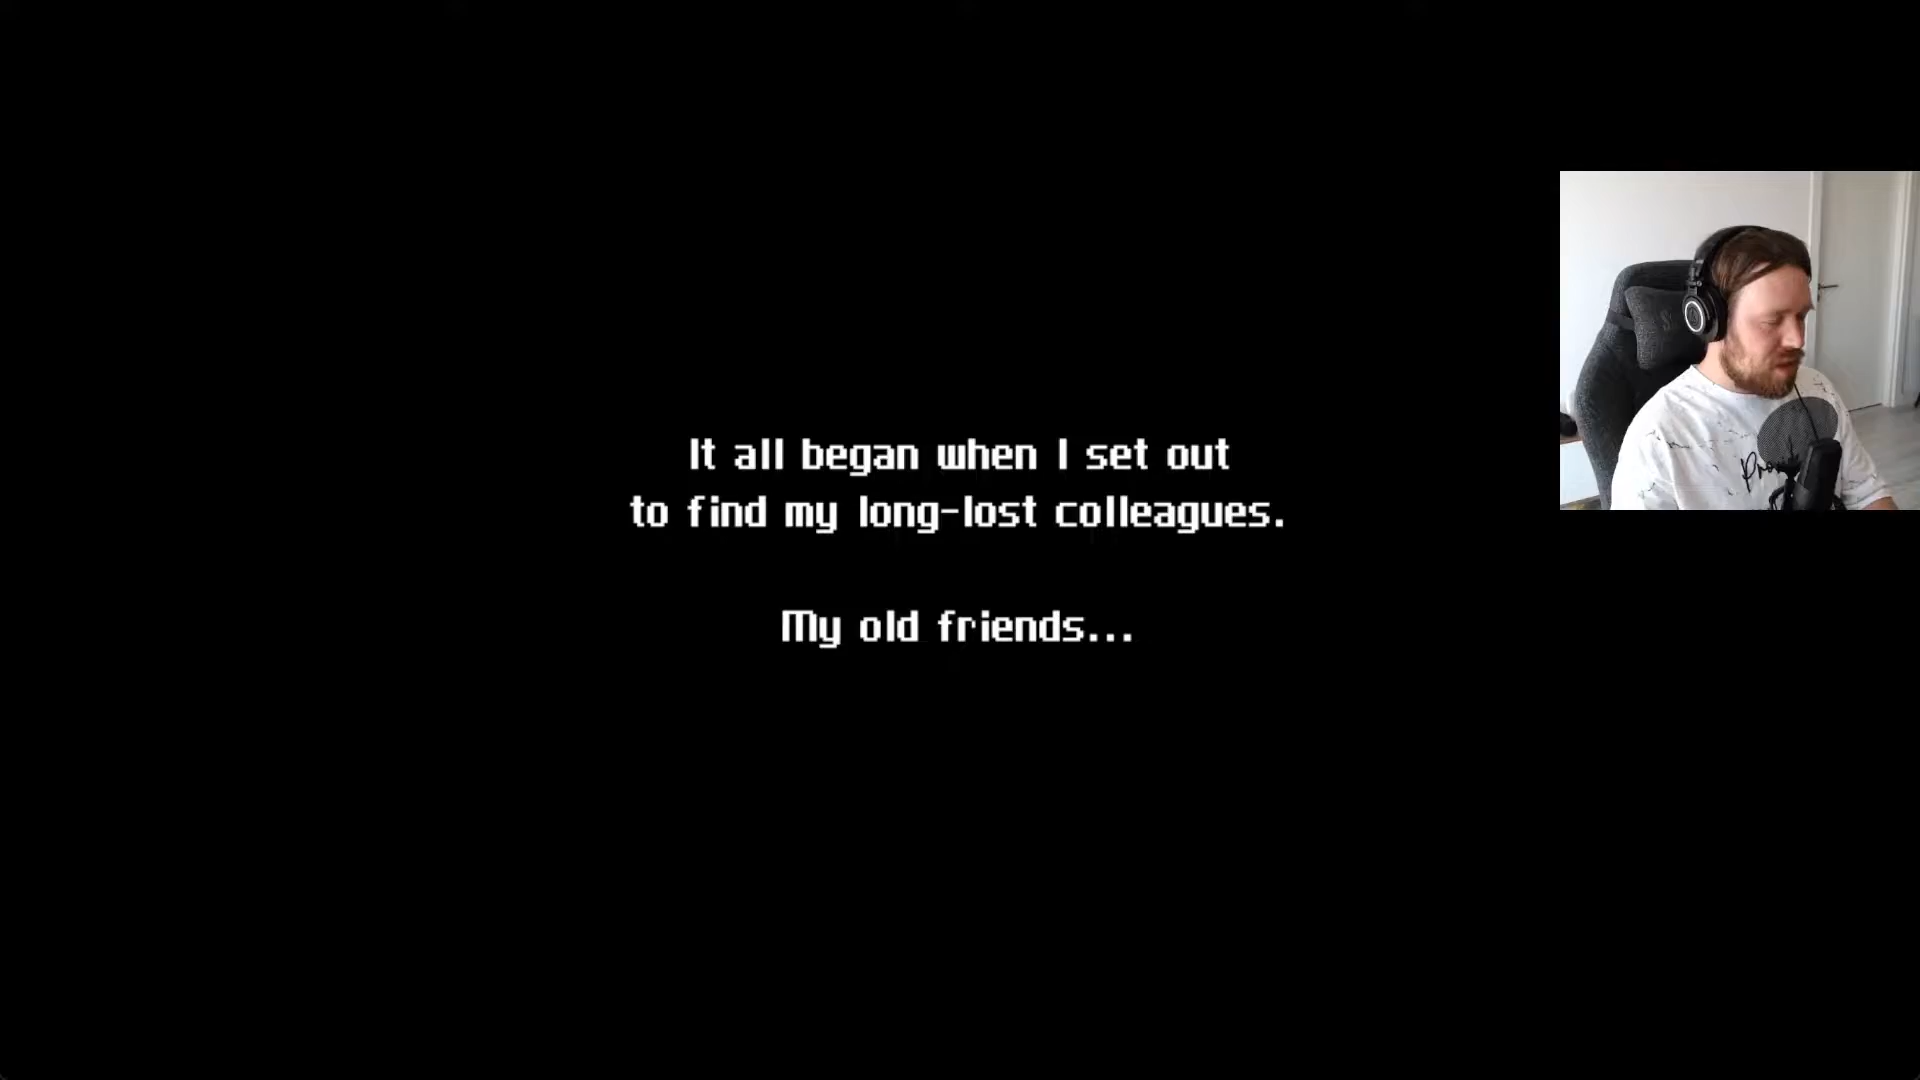 It all began when I set out
to find my long-lost colleagues.
My old friends...